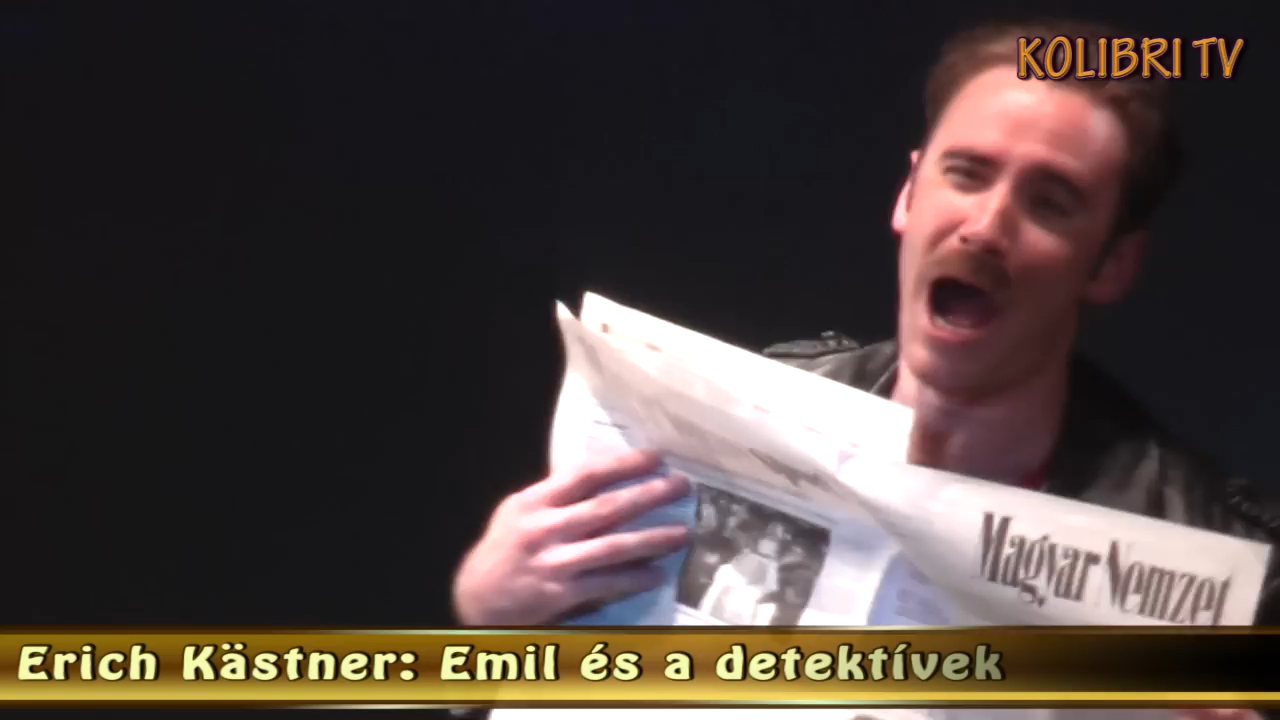 KOLIBRI TV
Magyar Nemzet
Erich Kästner: Emil és a detektívek